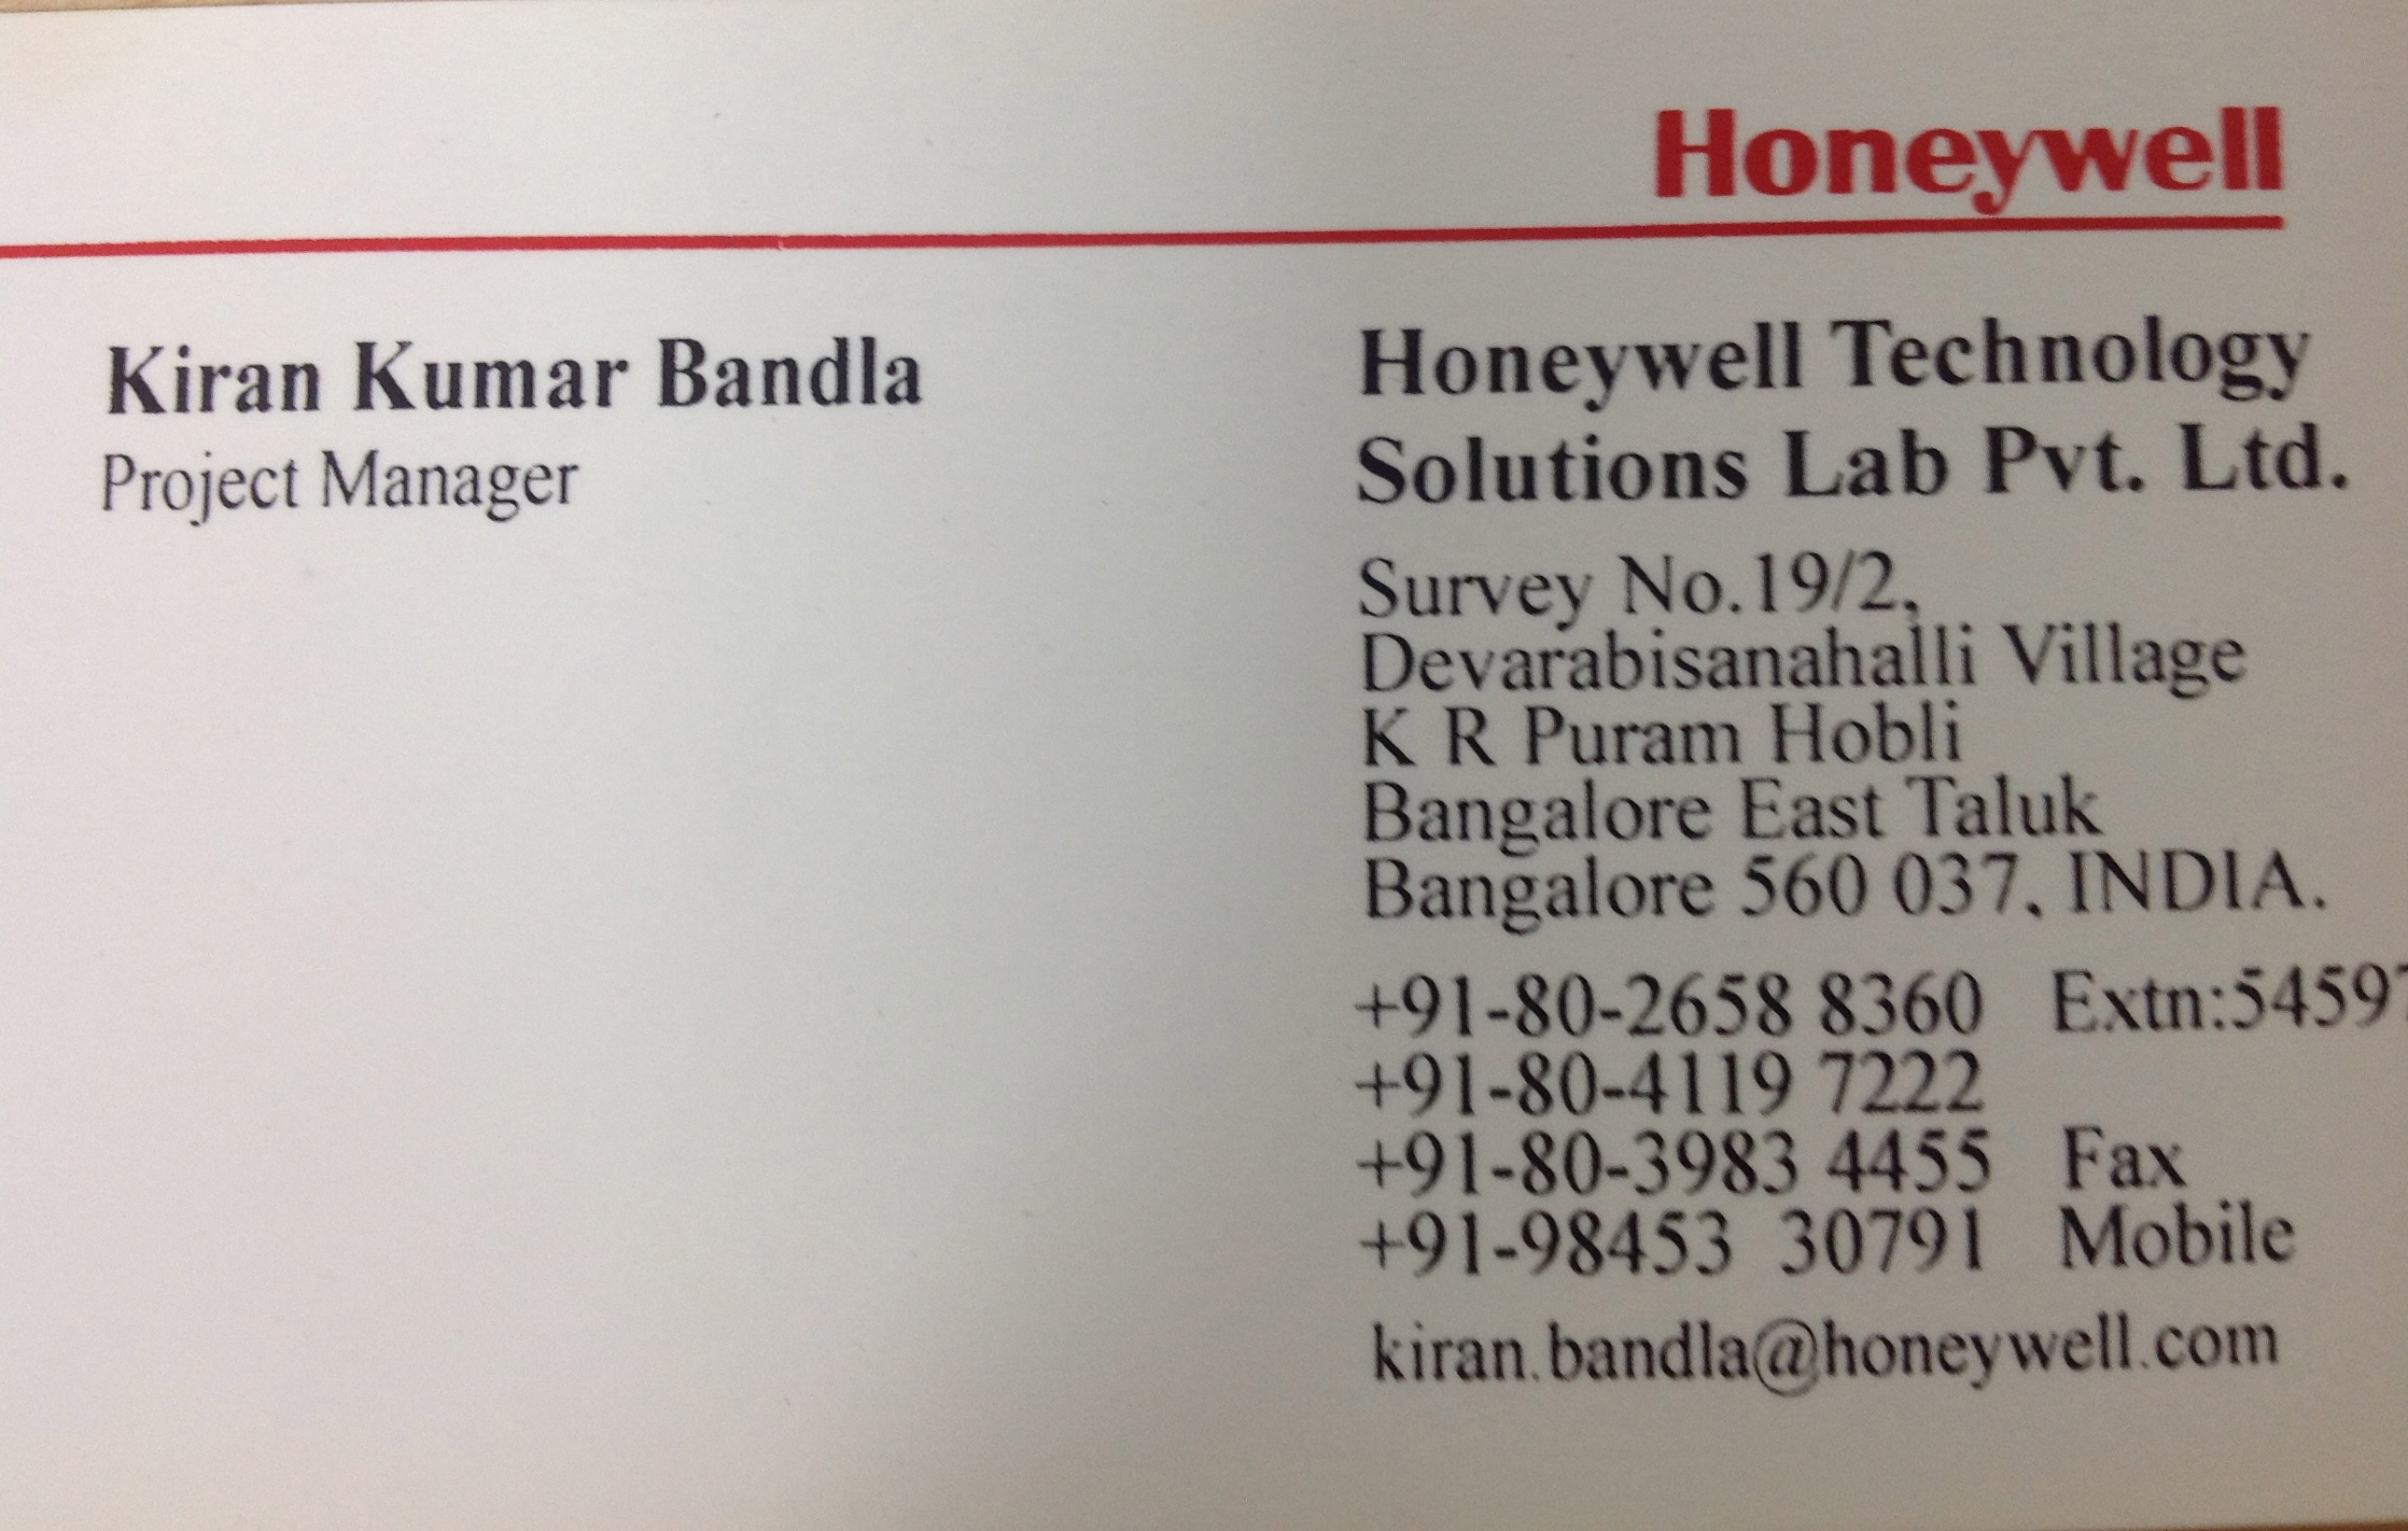 Honeywell
Kiran Kumar Bandla
Project Manager
Honeywell Technology
Solutions Lab Pvt. Ltd.
Survey No.19/2,
Devarabisanahalli Village
K R Puram Hobli
Bangalore East Taluk
Bangalore 560 037, INDIA.
+91-80-2658 8360 Extn:54597
+91-80-4119 7222
+91-80-3983 4455 Fax
+91-98453 30791 Mobile
kiran.bandla@honeywell.com